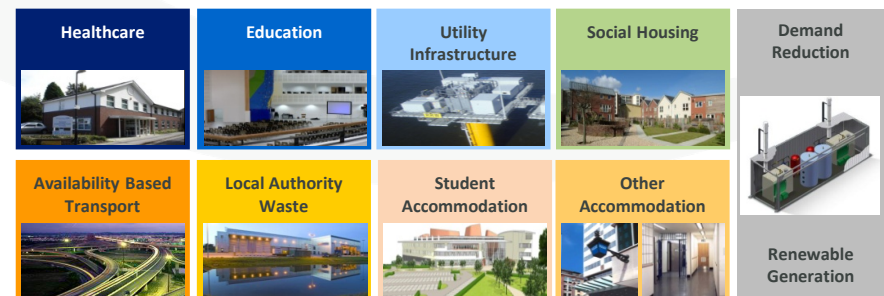 Healthcare
Education
Utility
Infrastructure
Social Housing
Demand
Reduction
Availability Based
Transport
Local Authority
Waste
Student
Accommodation
Other
Accommodation
Renewable
Generation